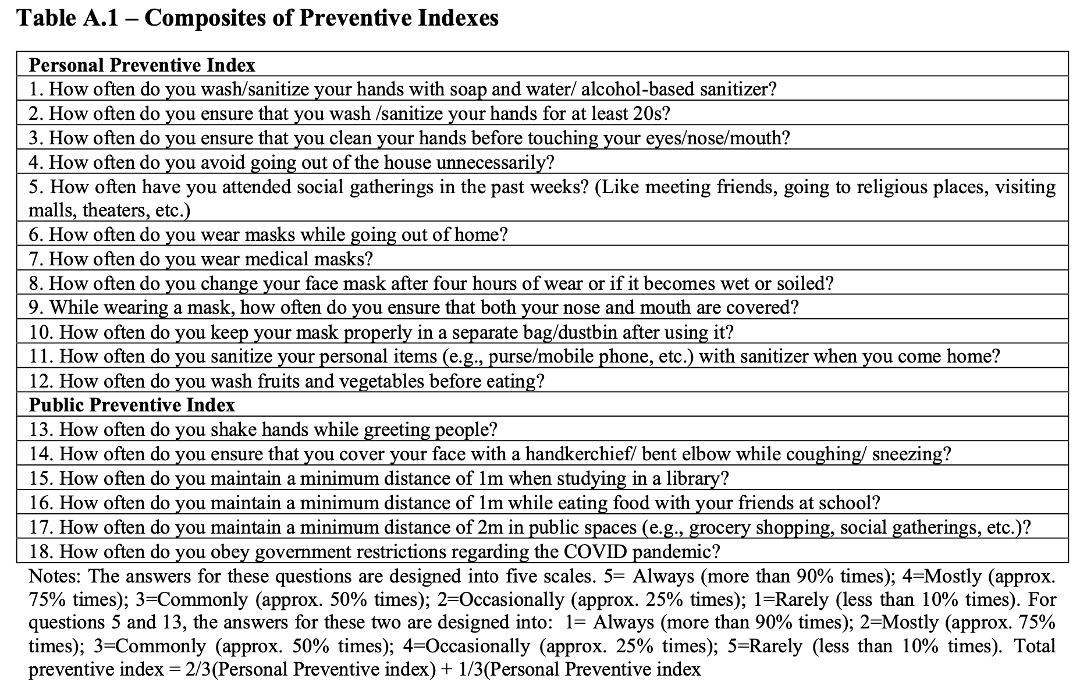 Table A.1 – Composites of Preventive Indexes
Personal Preventive Index
1. How often do you wash/sanitize your hands with soap and water/ alcohol-based sanitizer?
2. How often do you ensure that you wash /sanitize your hands for at least 20s?
3. How often do you ensure that you clean your hands before touching your eyes/nose/mouth?
4. How often do you avoid going out of the house unnecessarily?
5. How often have you attended social gatherings in the past weeks? (Like meeting friends, going to religious places, visiting
malls, theaters, etc.)
6. How often do you wear masks while going out of home?
7. How often do you wear medical masks?
8. How often do you change your face mask after four hours of wear or if it becomes wet or soiled?
9. While wearing a mask, how often do you ensure that both your nose and mouth are covered?
10. How often do you keep your mask properly in a separate bag/dustbin after using it?
11. How often do you sanitize your personal items (e.g., purse/mobile phone, etc.) with sanitizer when you come home?
12. How often do you wash fruits and vegetables before eating?
Public Preventive Index
13. How often do you shake hands while greeting people?
14. How often do you ensure that you cover your face with a handkerchief/ bent elbow while coughing/ sneezing?
15. How often do you maintain a minimum distance of 1m when studying in a library?
16. How often do you maintain a minimum distance of 1m while eating food with your friends at school?
17. How often do you maintain a minimum distance of 2m in public spaces (e.g., grocery shopping, social gatherings, etc.)?
18. How often do you obey government restrictions regarding the COVID pandemic?
Notes: The answers for these questions are designed into five scales. 5= Always (more than 90% times); 4=Mostly (approx.
75% times); 3=Commonly (approx. 50% times); 2=Occasionally (approx. 25% times); 1=Rarely (less than 10% times). For
questions 5 and 13, the answers for these two are designed into: 1= Always (more than 90% times); 2=Mostly (approx. 75%
times); 3=Commonly (approx. 50% times); 4=Occasionally (approx. 25% times); 5=Rarely (less than 10% times). Total
preventive index = 2/3(Personal Preventive index) + 1/3(Personal Preventive index